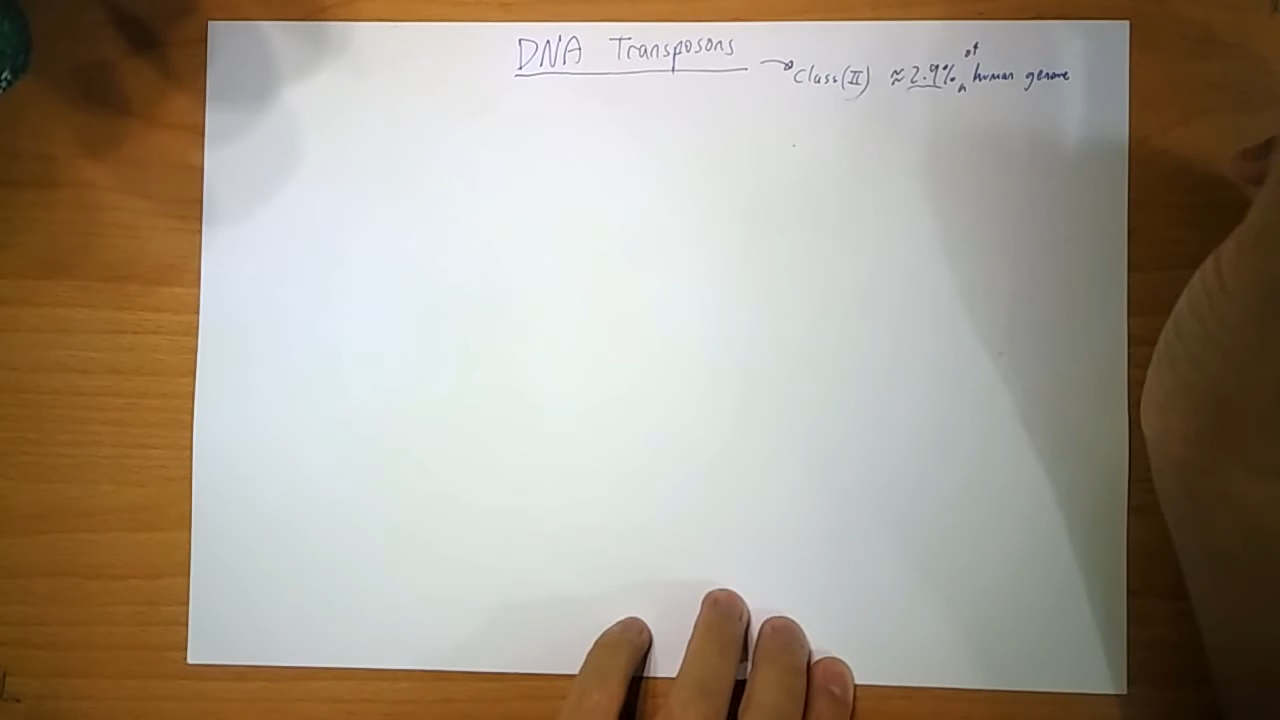 DNA Transposons
Class (II) ≈ 2.9% of human genome